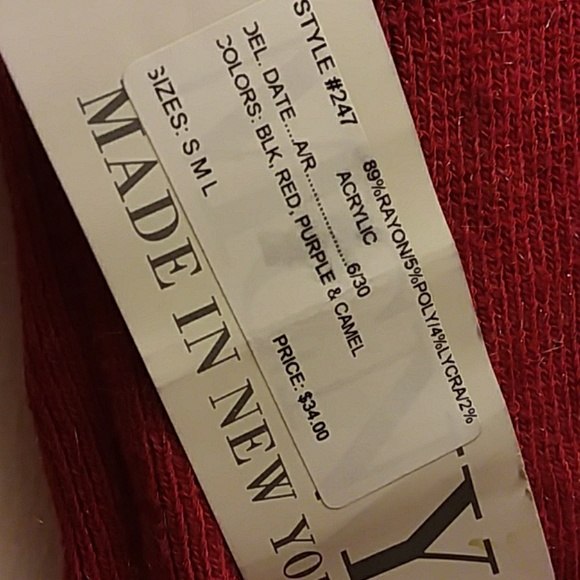 STYLE #247 89%RAYON/5%POLY/4%LYCRA/2%
ACRYLIC
DEL. DATE....A/R......................6/30
COLORS: BLK, RED, PURPLE & CAMEL
SIZES: S M L PRICE: $34.00
MADE IN NEW YO
Y